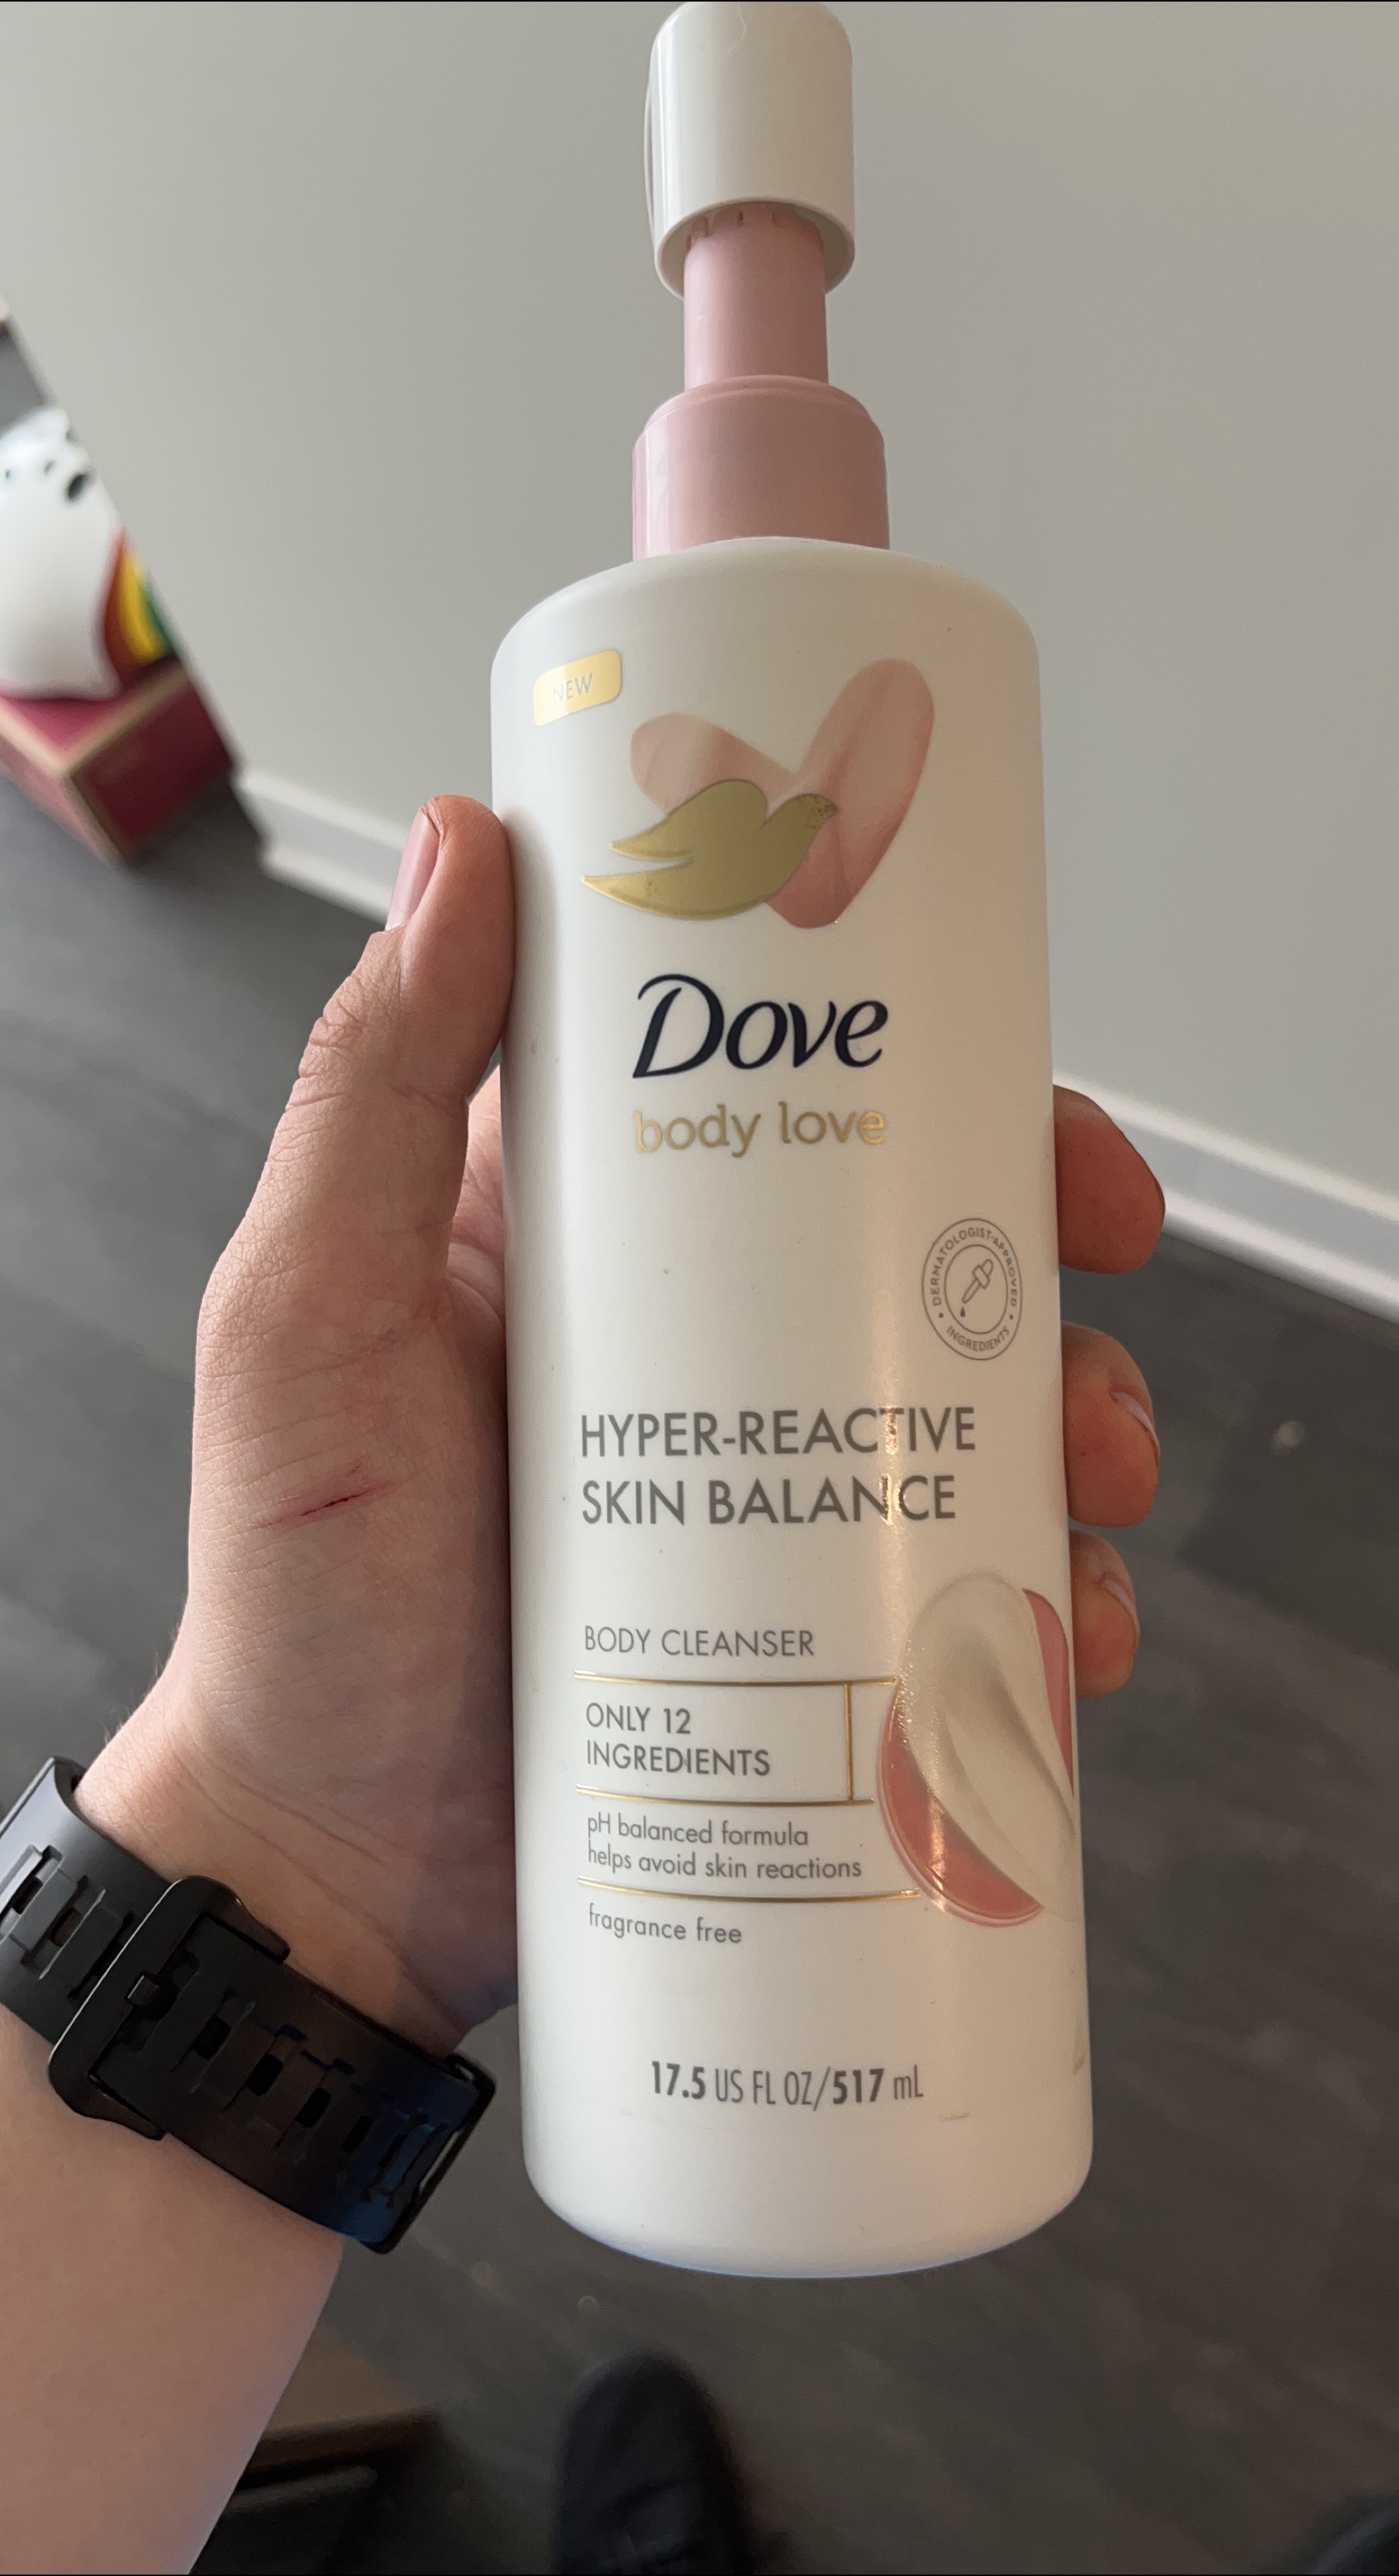 NEW
Dove
body love
DERMATOLOGIST-APPROVED
INGREDIENTS
HYPER-REACTIVE
SKIN BALANCE
BODY CLEANSER
ONLY 12
INGREDIENTS
pH balanced formula
helps avoid skin reactions
fragrance free
17.5 US FL OZ/517 mL